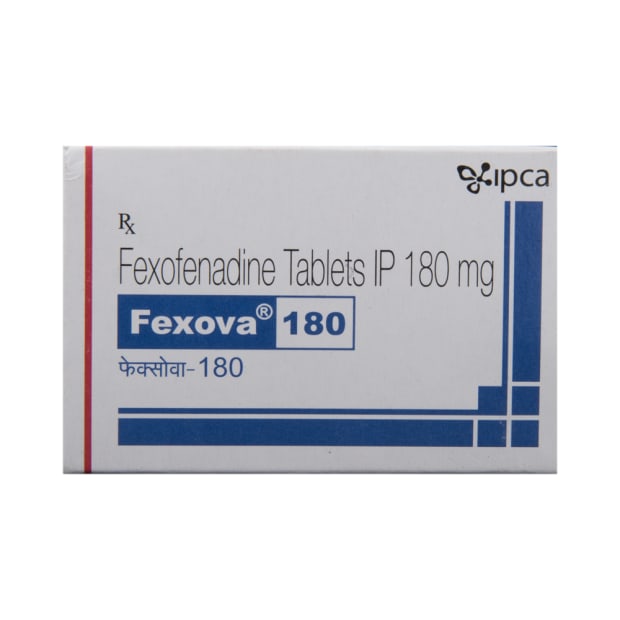 ipca
Rx
Fexofenadine Tablets IP 180 mg
Fexova® 180
फेक्सोवा-180